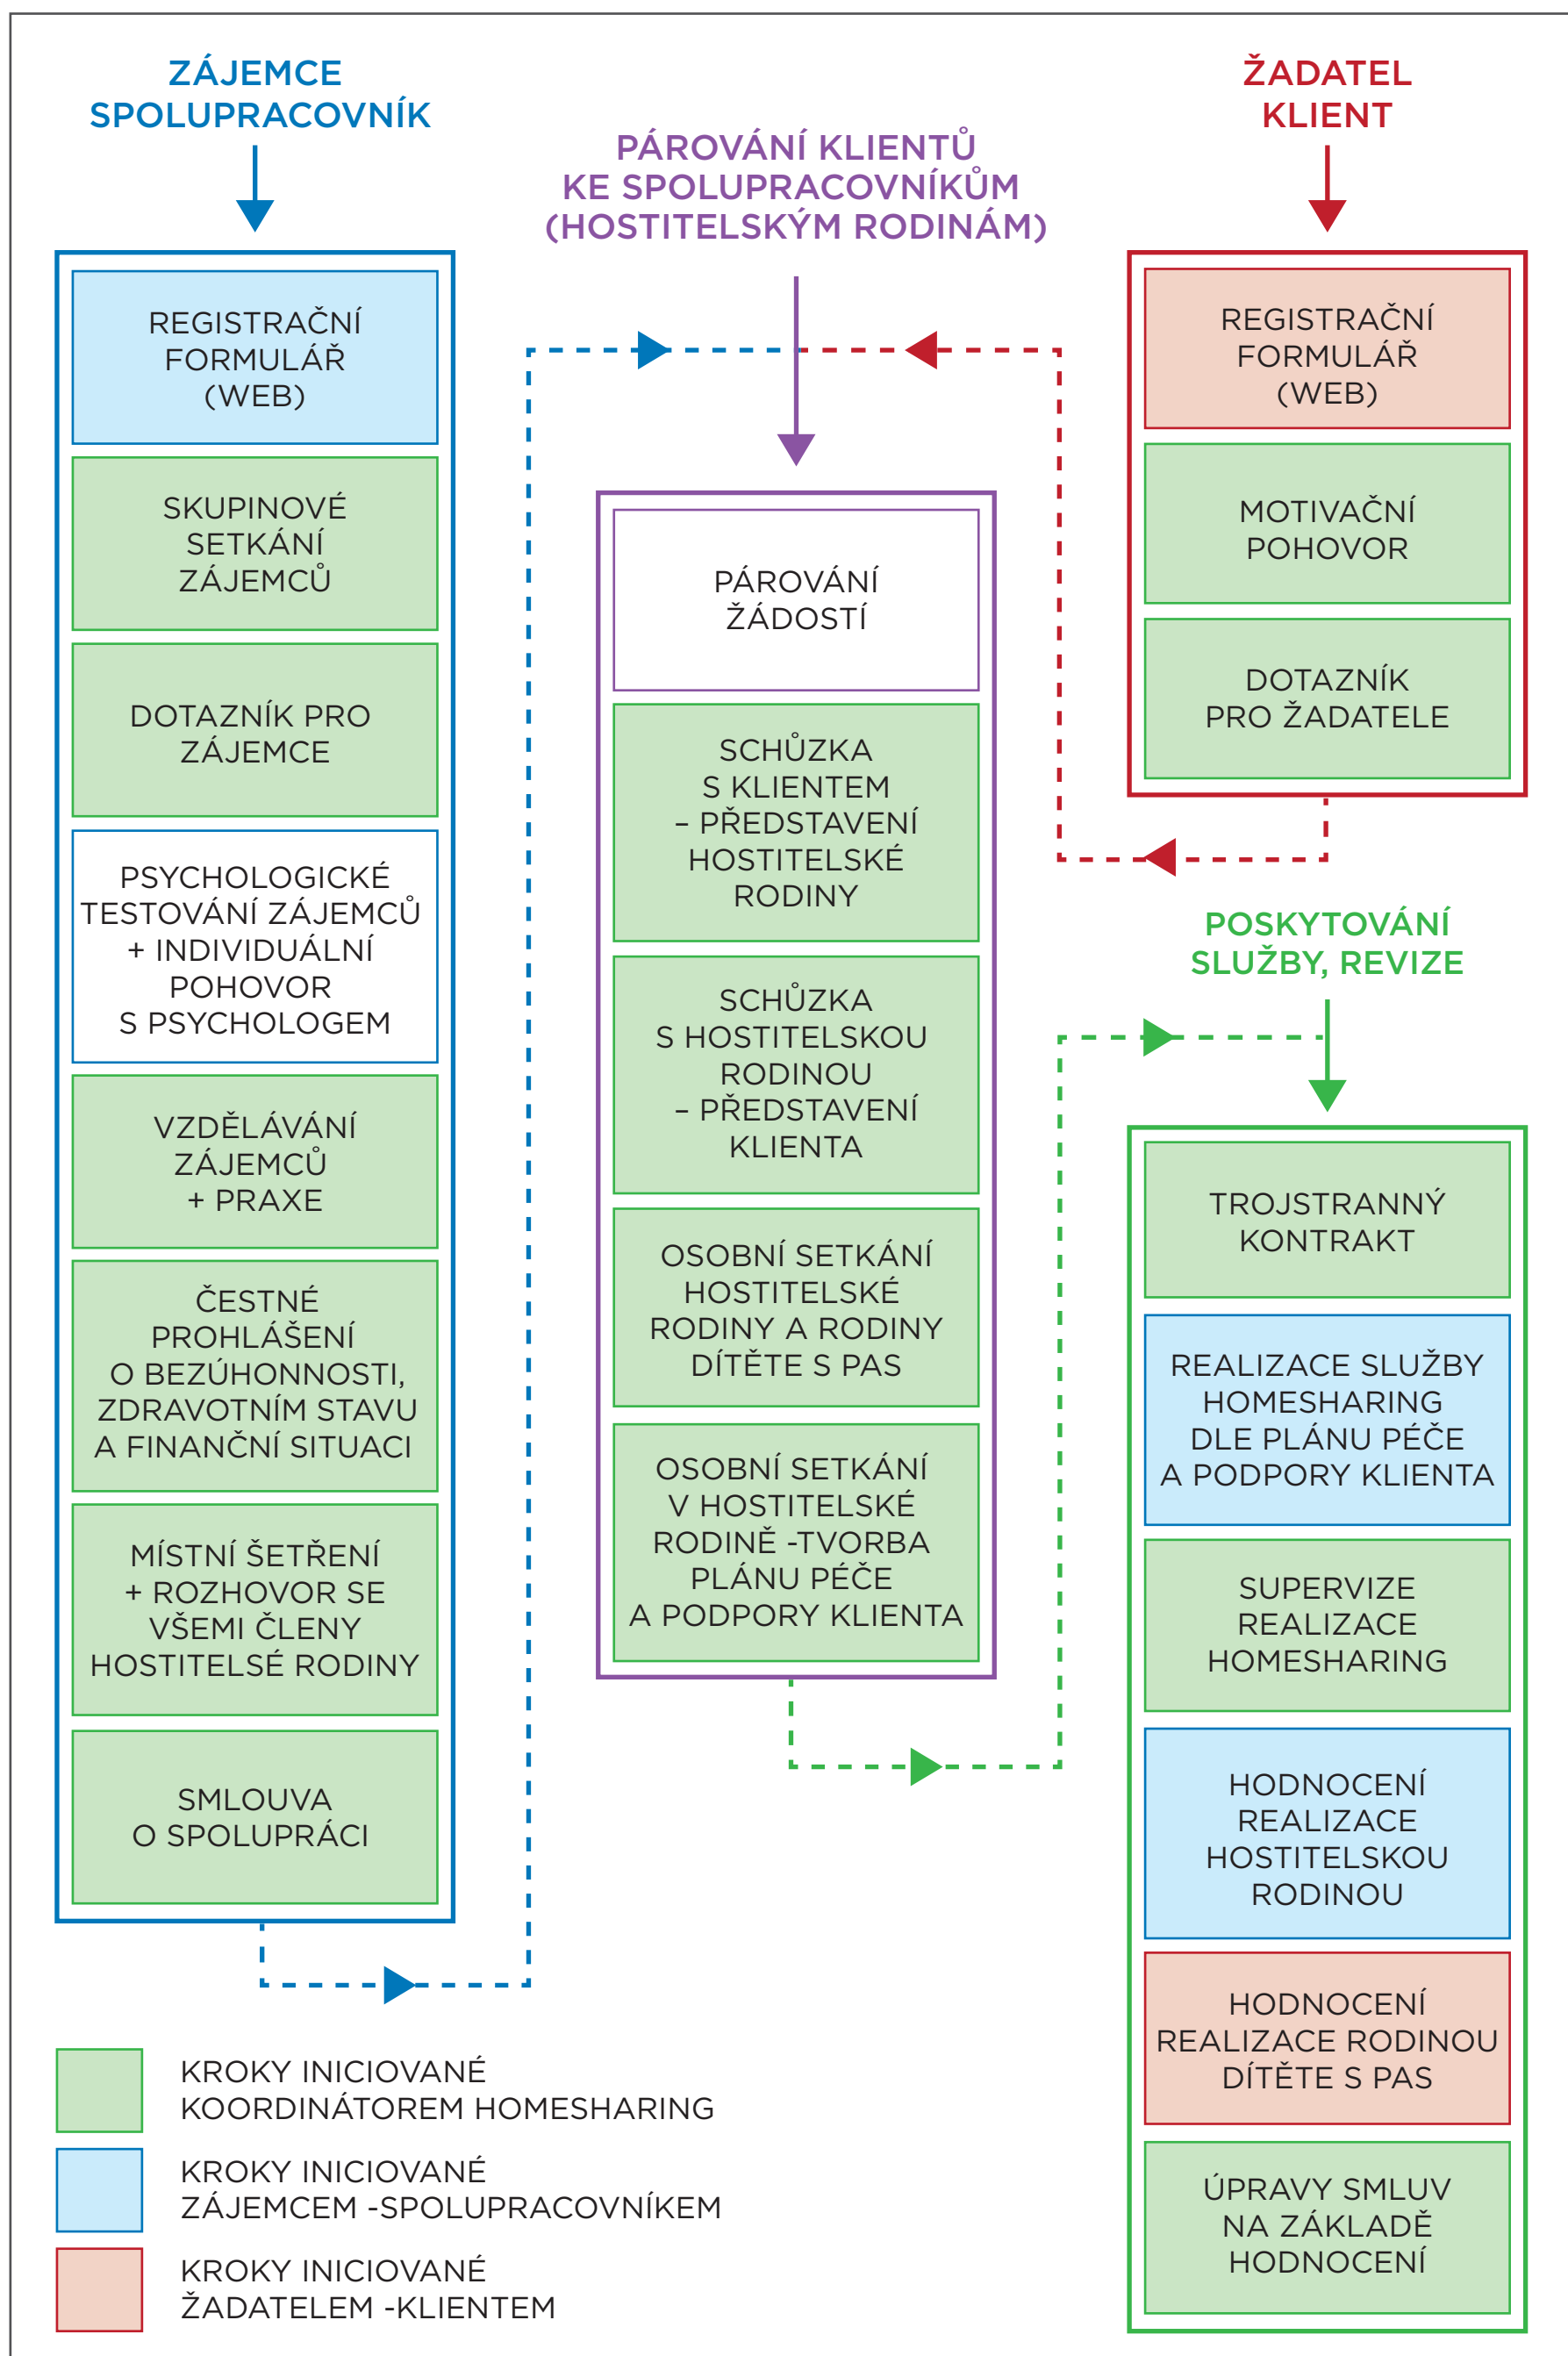 ZÁJEMCE
SPOLUPRACOVNÍK
REGISTRAČNÍ
FORMULÁŘ
(WEB)
SKUPINOVÉ
SETKÁNÍ
ZÁJEMCŮ
DOTAZNÍK PRO
ZÁJEMCE
PSYCHOLOGICKÉ
TESTOVÁNÍ ZÁJEMCŮ
+ INDIVIDUÁLNÍ
POHOVOR
S PSYCHOLOGEM
VZDĚLÁVÁNÍ
ZÁJEMCŮ
+ PRAXE
ČESTNÉ
PROHLÁŠENÍ
O BEZÚHONNOSTI,
ZDRAVOTNÍM STAVU
A FINANČNÍ SITUACI
MÍSTNÍ ŠETŘENÍ
+ ROZHOVOR SE
VŠEMI ČLENY
HOSTITELSÉ RODINY
SMLOUVA
O SPOLUPRÁCI
PÁROVÁNÍ KLIENTŮ
KE SPOLUPRACOVNÍKŮM
(HOSTITELSKÝM RODINÁM)
PÁROVÁNÍ
ŽÁDOSTÍ
SCHŮZKA
S KLIENTEM
– PŘEDSTAVENÍ
HOSTITELSKÉ
RODINY
SCHŮZKA
S HOSTITELSKOU
RODINOU
– PŘEDSTAVENÍ
KLIENTA
OSOBNÍ SETKÁNÍ
HOSTITELSKÉ
RODINY A RODINY
DÍTĚTE S PAS
OSOBNÍ SETKÁNÍ
V HOSTITELSKÉ
RODINĚ -TVORBA
PLÁNU PÉČE
A PODPORY KLIENTA
ŽADATEL
KLIENT
REGISTRAČNÍ
FORMULÁŘ
(WEB)
MOTIVAČNÍ
POHOVOR
DOTAZNÍK
PRO ŽADATELE
POSKYTOVÁNÍ
SLUŽBY, REVIZE
TROJSTRANNÝ
KONTRAKT
REALIZACE SLUŽBY
HOMESHARING
DLE PLÁNU PÉČE
A PODPORY KLIENTA
SUPERVIZE
REALIZACE
HOMESHARING
HODNOCENÍ
REALIZACE
HOSTITELSKOU
RODINOU
HODNOCENÍ
REALIZACE RODINOU
DÍTĚTE S PAS
ÚPRAVY SMLUV
NA ZÁKLADĚ
HODNOCENÍ
KROKY INICIOVANÉ
KOORDINÁTOREM HOMESHARING
KROKY INICIOVANÉ
ZÁJEMCEM -SPOLUPRACOVNÍKEM
KROKY INICIOVANÉ
ŽADATELEM -KLIENTEM